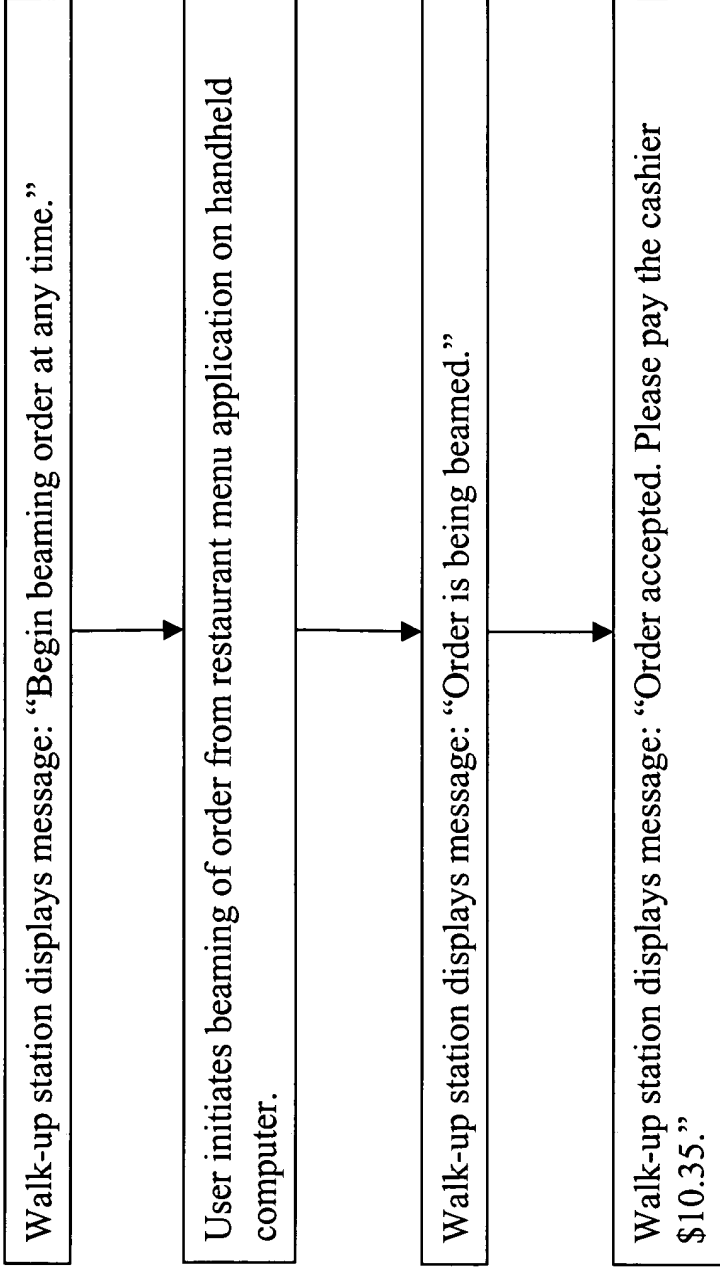 Walk-up station displays message: “Begin beaming order at any time.”
User initiates beaming of order from restaurant menu application on handheld
computer.
Walk-up station displays message: “Order is being beamed.”
Walk-up station displays message: “Order accepted. Please pay the cashier
$10.35.”